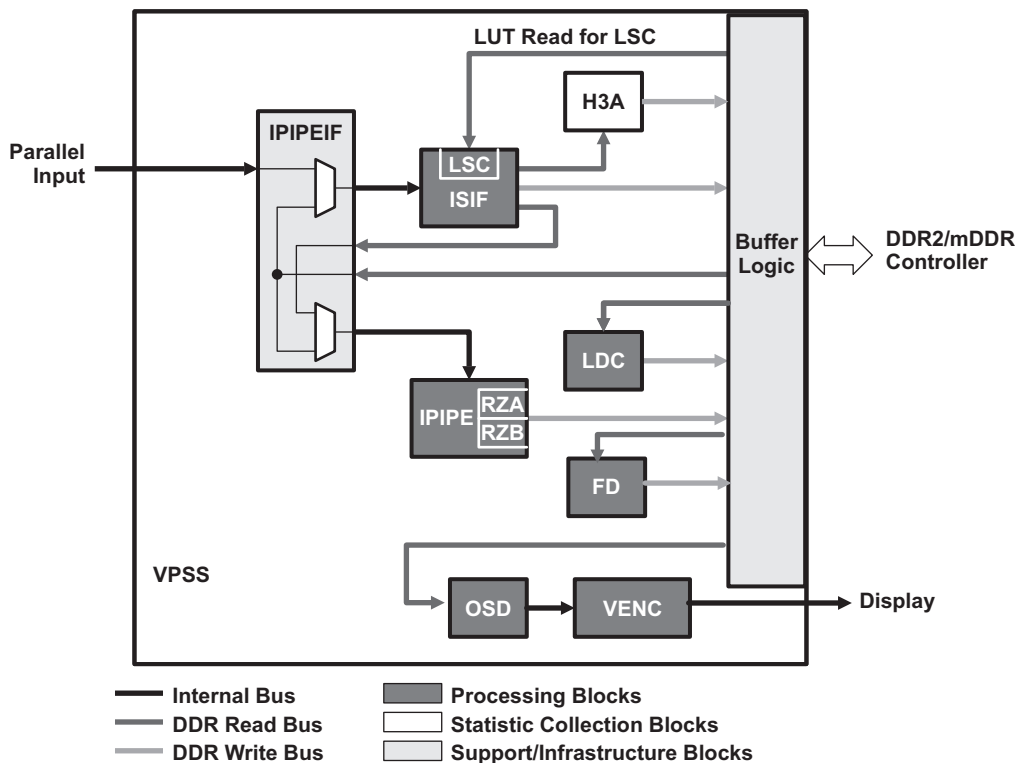 LUT Read for LSC
H3A
IPIPEIF
Parallel
Input
LSC
ISIF
Buffer
Logic
DDR2/mDDR
Controller
LDC
IPIPE
RZA
RZB
FD
VPSS
OSD
VENC
Display
Internal Bus
Processing Blocks
DDR Read Bus
Statistic Collection Blocks
DDR Write Bus
Support/Infrastructure Blocks